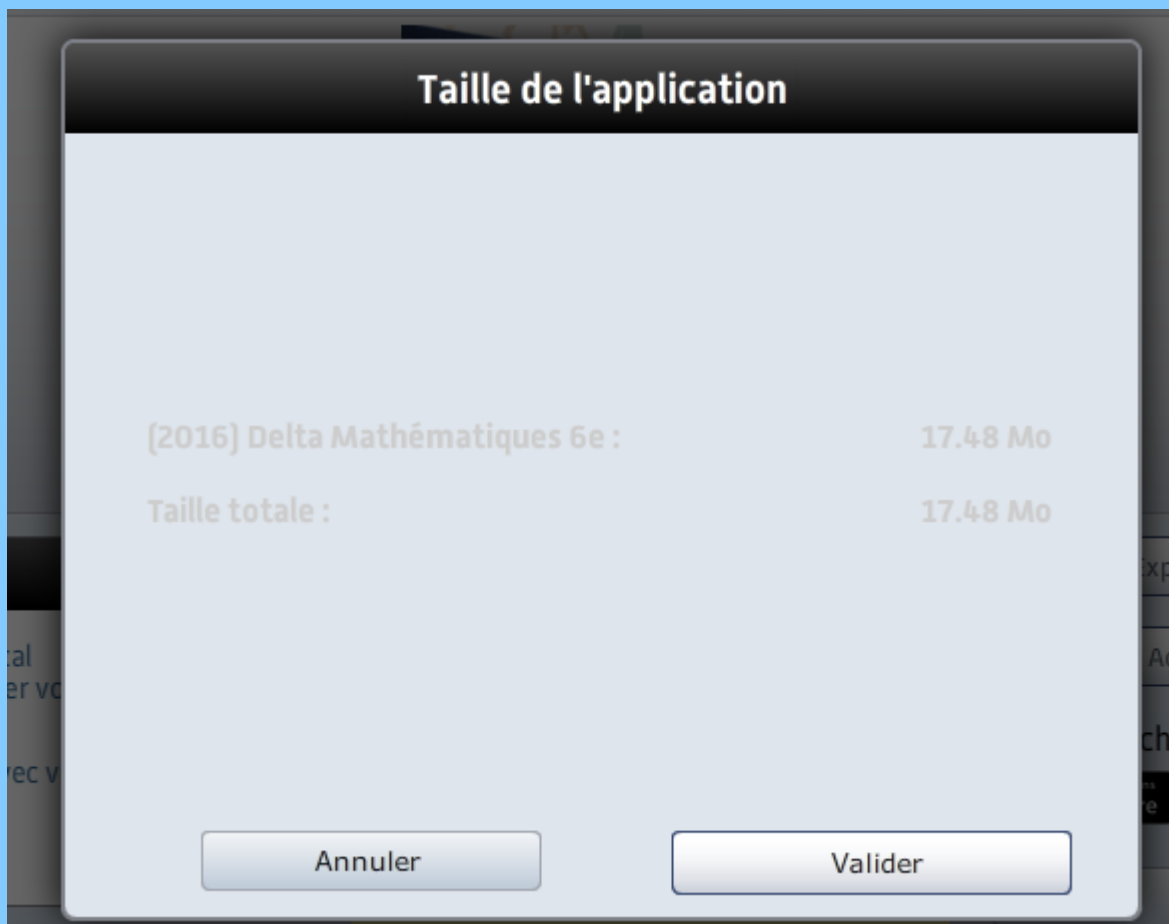 Taille de l'application
(2016) Delta Mathématiques 6e : 17.48 Mo
Taille totale : 17.48 Mo
Annuler Valider